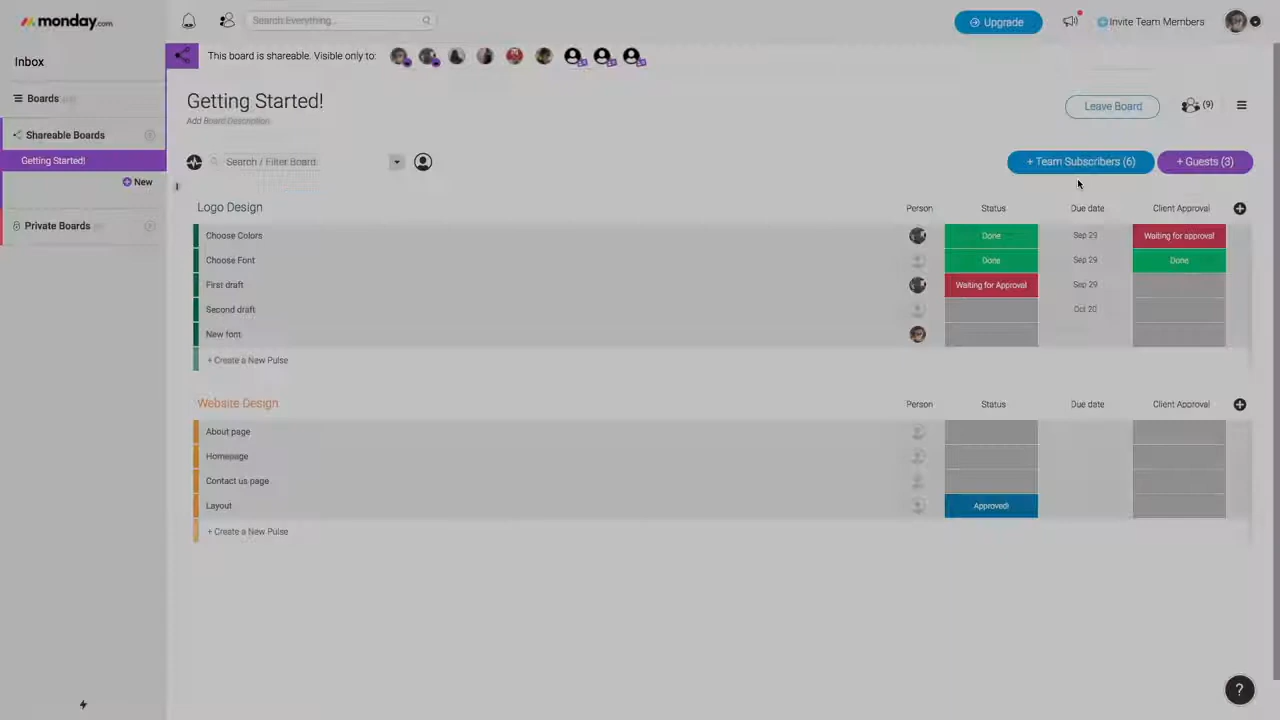 monday.com
Search Everything...
Upgrade
Invite Team Members
Inbox
This board is shareable. Visible only to:
Boards
Getting Started!
Add Board Description
Leave Board
(9)
Shareable Boards
Getting Started!
New
Private Boards
Search / Filter Board
+ Team Subscribers (6)
+ Guests (3)
Logo Design
Person
Status
Due date
Client Approval
Choose Colors
Done
Sep 29
Waiting for approval
Choose Font
Done
Sep 29
Done
First draft
Waiting for Approval
Sep 29
Second draft
Oct 20
New font
+ Create a New Pulse
Website Design
Person
Status
Due date
Client Approval
About page
Homepage
Contact us page
Layout
Approved!
+ Create a New Pulse
?